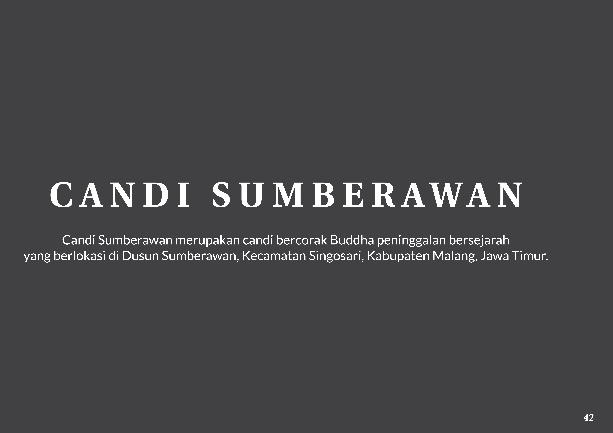 CANDI SUMBERAWAN
Candi Sumberawan merupakan candi bercorak Buddha peninggalan bersejarah
yang berlokasi di Dusun Sumberawan, Kecamatan Singosari, Kabupaten Malang, Jawa Timur.
42